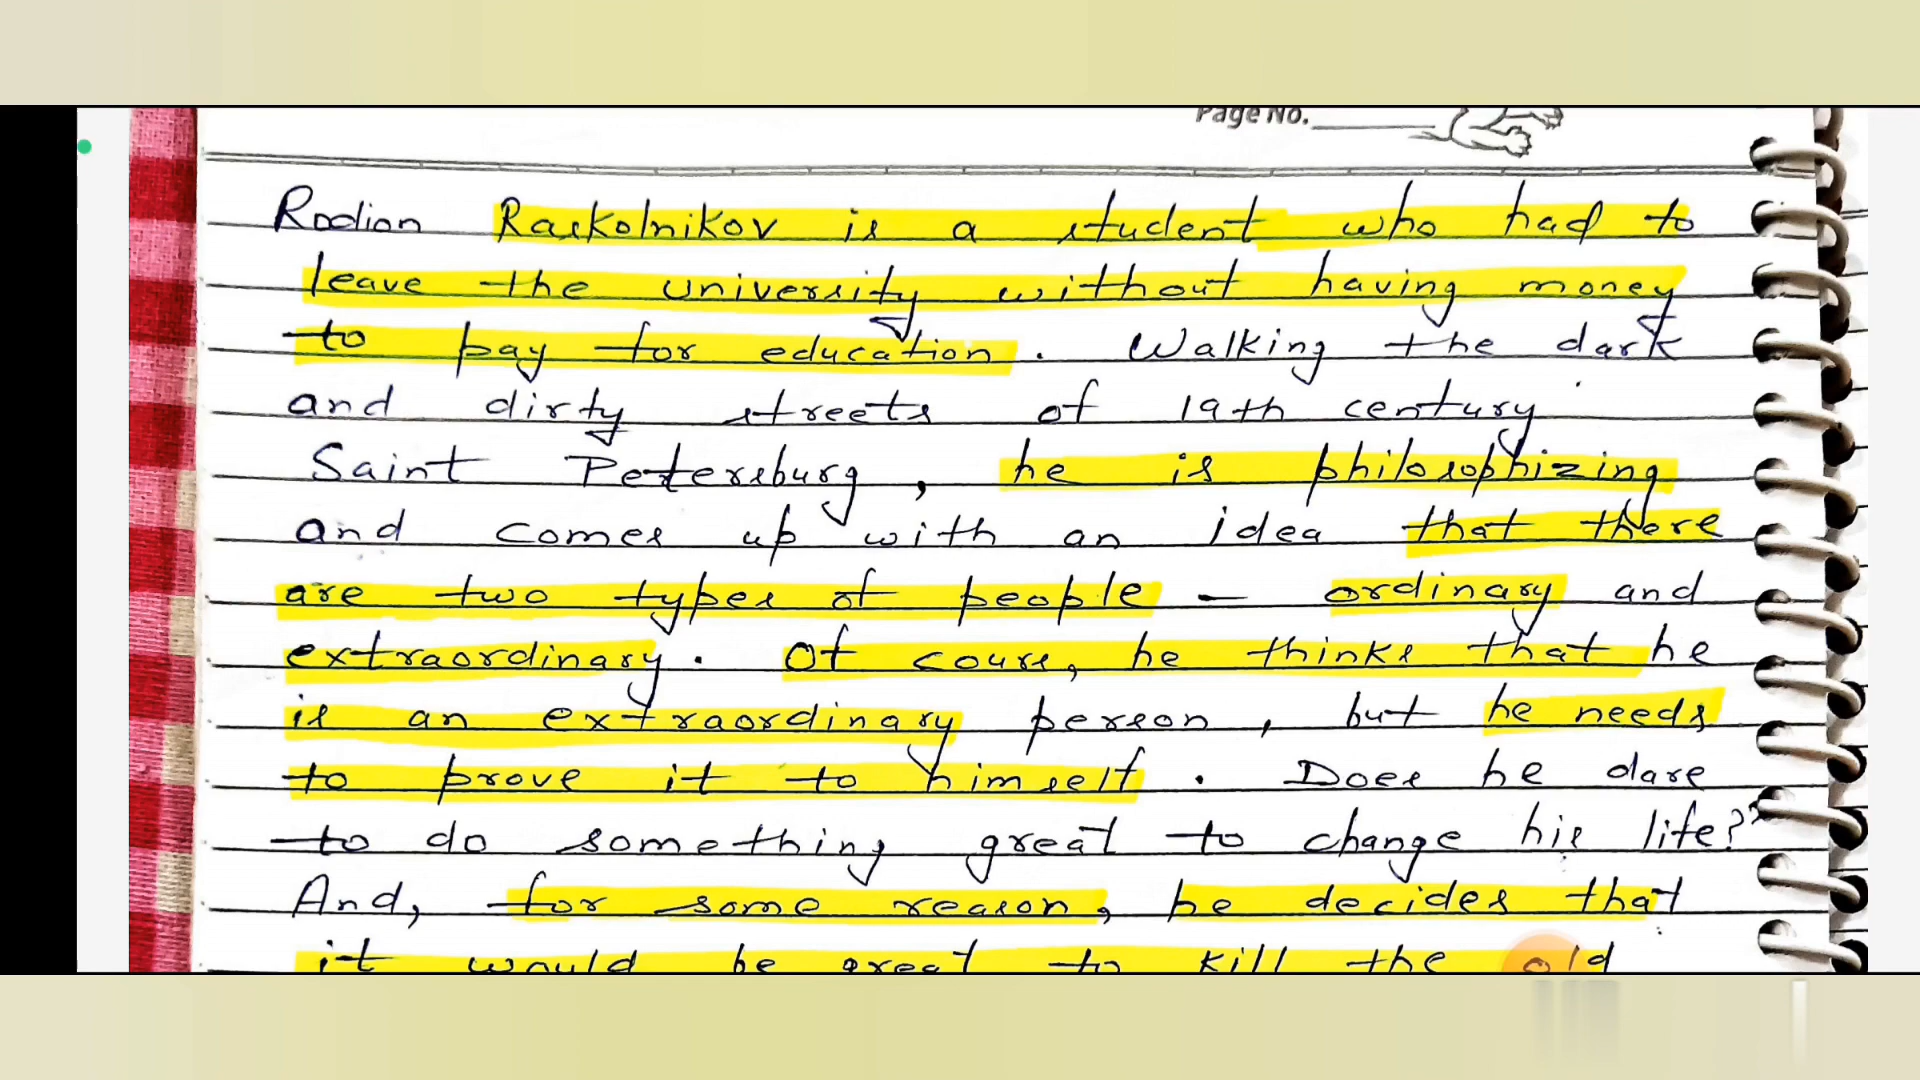 Page No.
Rodion Raskolnikov is a student who had to
leave the university without having money
to pay for education. Walking the dark
and dirty streets of 19th century
Saint Petersburg, he is philosophizing
and comes up with an idea that there
are two types of people – ordinary and
extraordinary. Of cours, he thinks that he
is an extraordinary person, but he needs
to prove it to himself. Does he dare
to do something great to change his life??
And, for some reason, he decides that
it would be great to kill the old